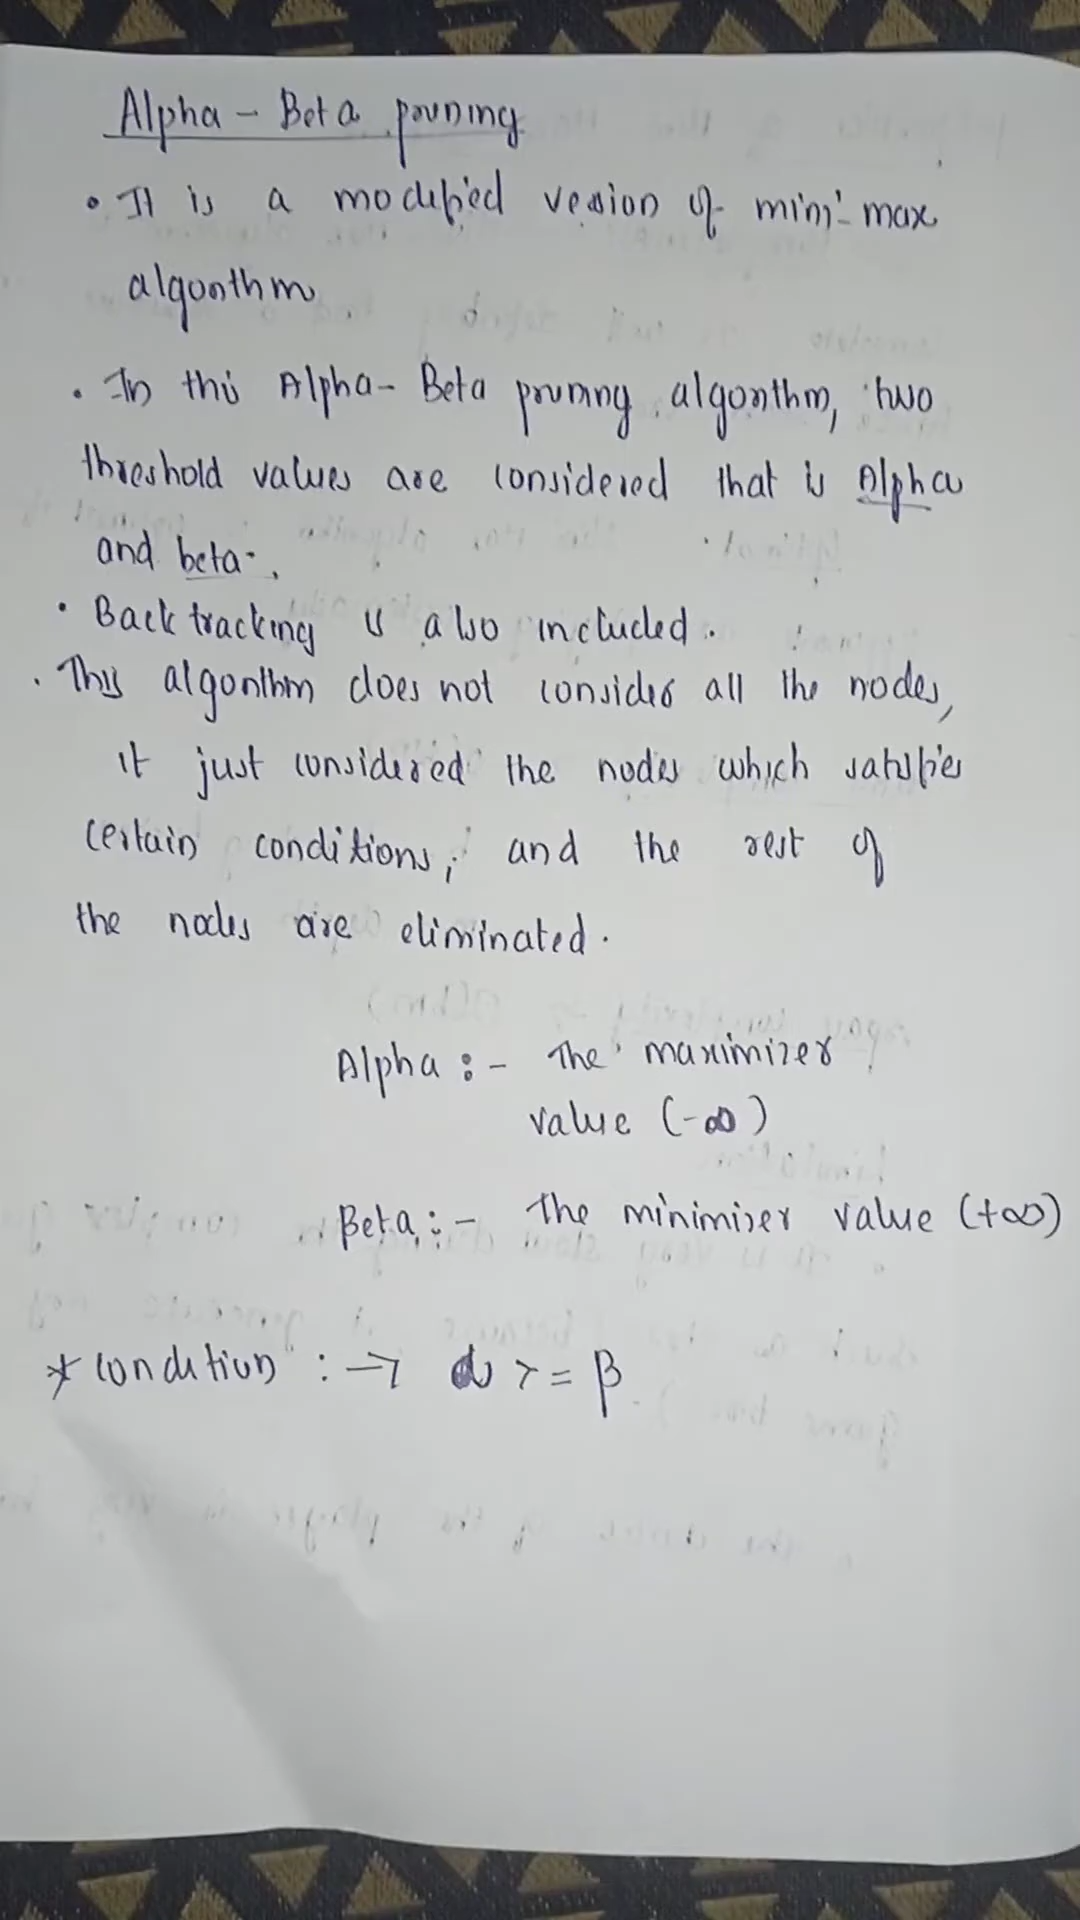 Alpha - Beta pruning
• It is a modified vesion of mini-max
algorithm
• In this Alpha - Beta pruning algorithm, two
threshold values are considered that is Alpha
and beta.
• Back tracking is also included.
• This algorithm does not consider all the nodes,
it just considered the nodes which satisfies
certain conditions, and the rest of
the nodes are eliminated.
Alpha :- The maximizer
value (-∞)
Beta :- The minimizer value (+∞)
* condition :→ α >= β